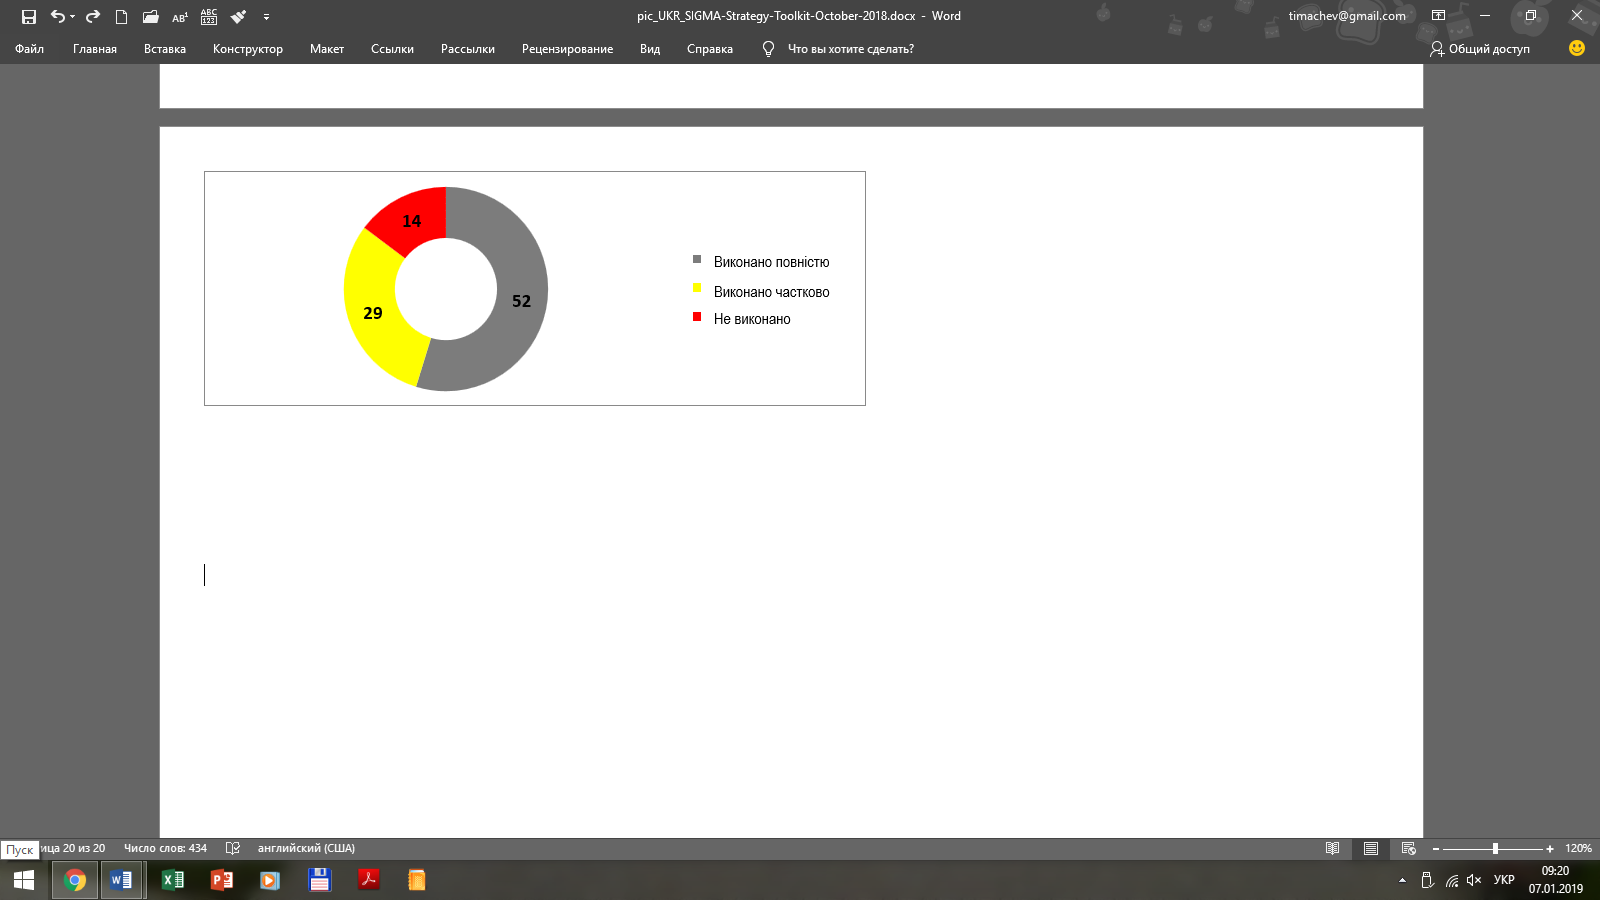 pic_UKR_SIGMA-Strategy-Toolkit-October-2018.docx - Word
timachev@gmail.com
Файл Главная Вставка Конструктор Макет Ссылки Рассылки Рецензирование Вид Справка Что вы хотите сделать? Общий доступ
14
52
29
Виконано повністю
Виконано частково
Не виконано
Пуск
ица 20 из 20 Число слов: 434 английский (США) 120%
УКР
09:20
07.01.2019